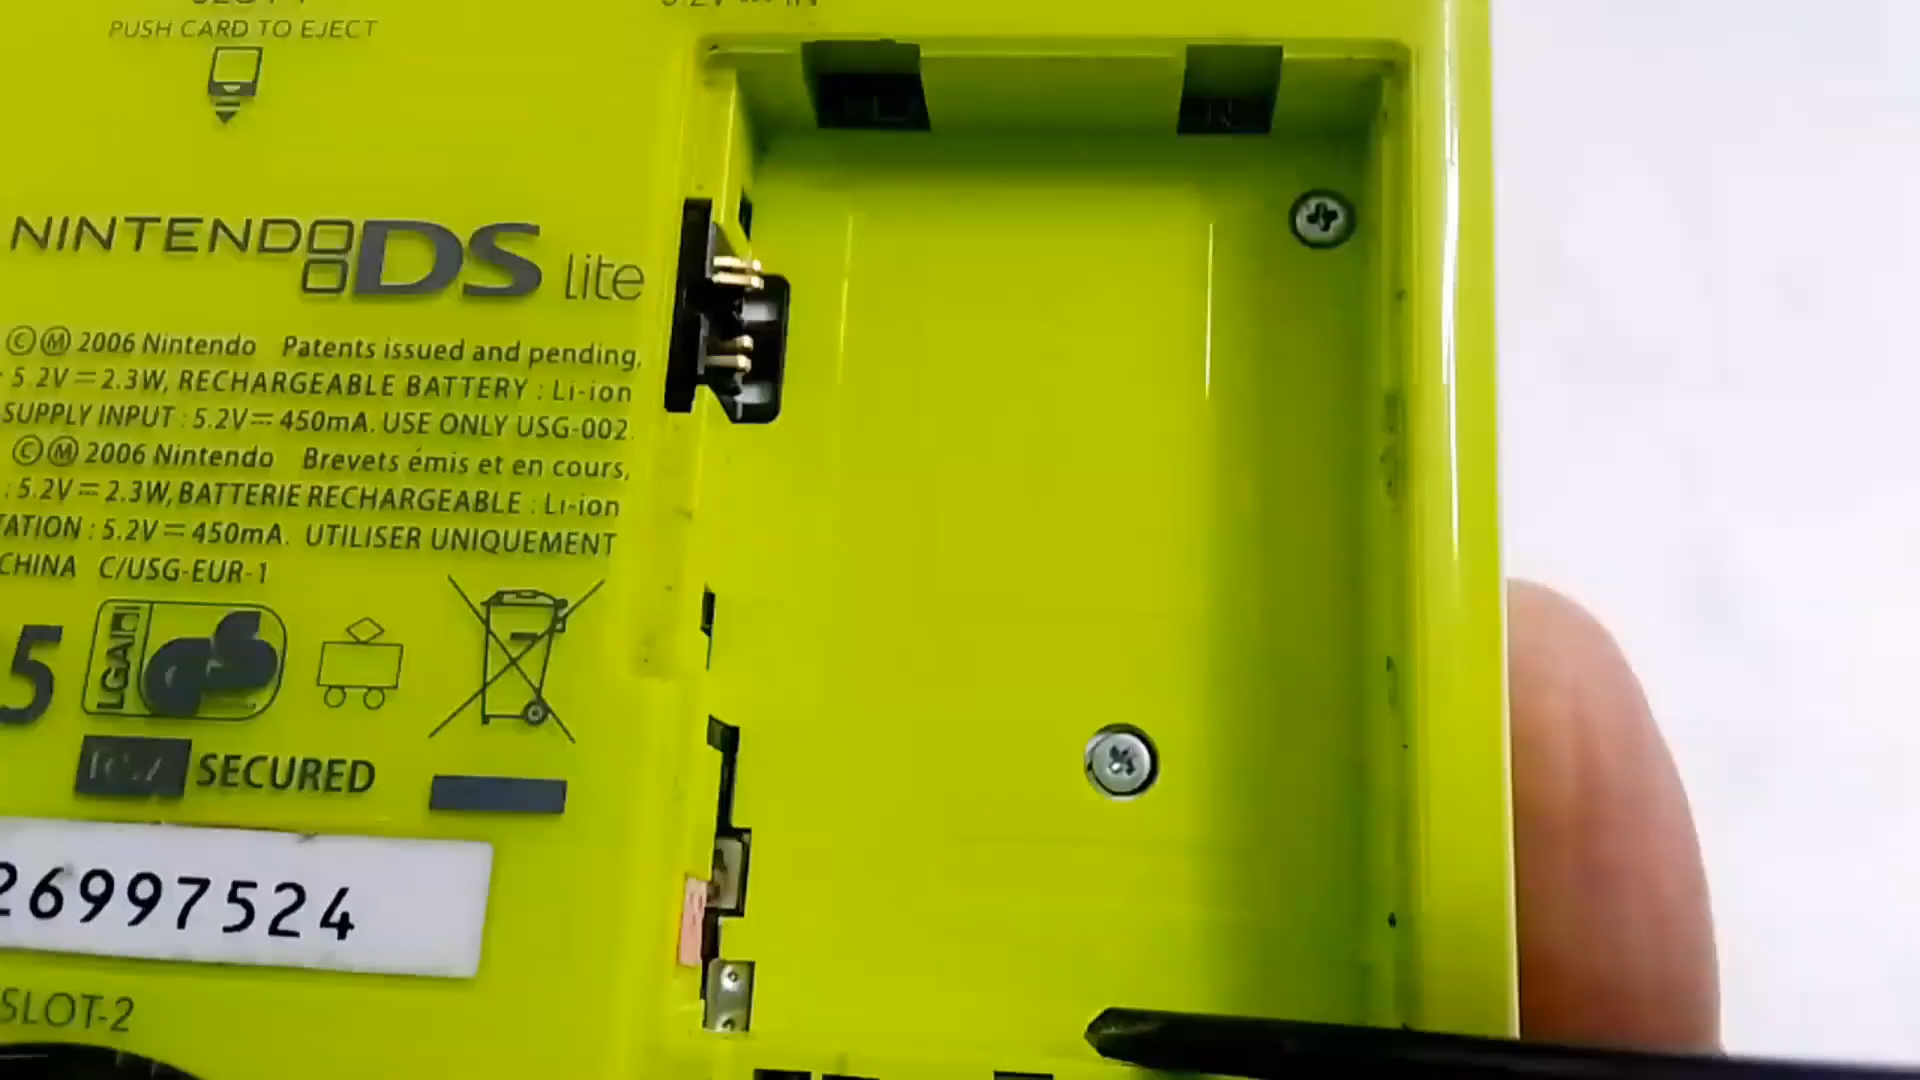 PUSH CARD TO EJECT
NINTENDO DS lite
©Ⓜ 2006 Nintendo Patents issued and pending,
5.2V⎓2.3W, RECHARGEABLE BATTERY : Li-ion
SUPPLY INPUT : 5.2V⎓450mA. USE ONLY USG-002.
©Ⓜ 2006 Nintendo Brevets émis et en cours,
: 5.2V⎓2.3W, BATTERIE RECHARGEABLE : Li-ion
TATION : 5.2V⎓450mA. UTILISER UNIQUEMENT
CHINA C/USG-EUR-1
5 LGAI GS
SECURED
26997524
SLOT-2